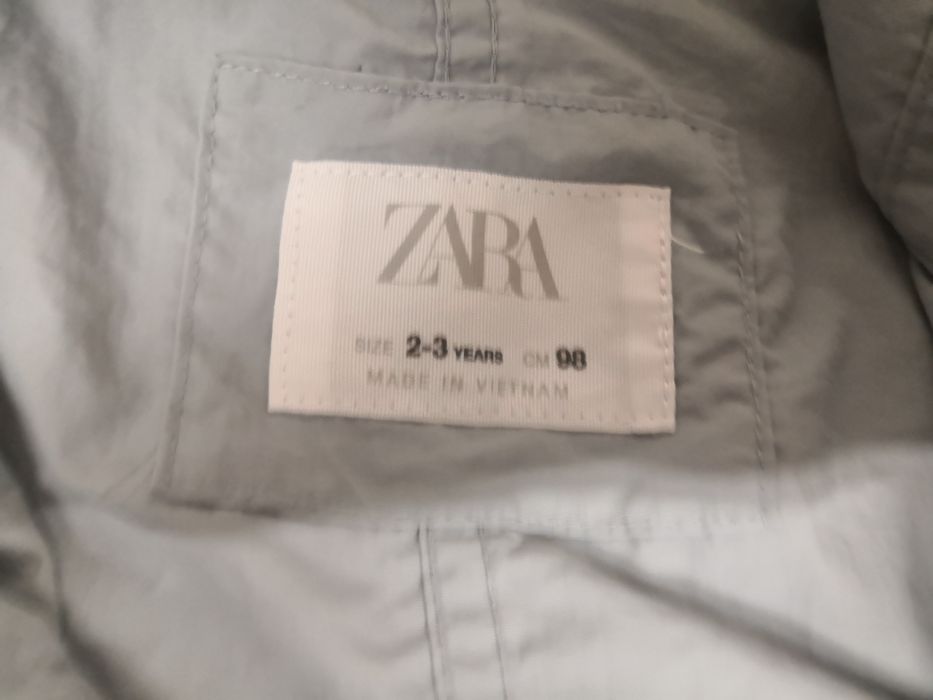 ZARA
SIZE 2-3 YEARS CM 98
MADE IN VIETNAM